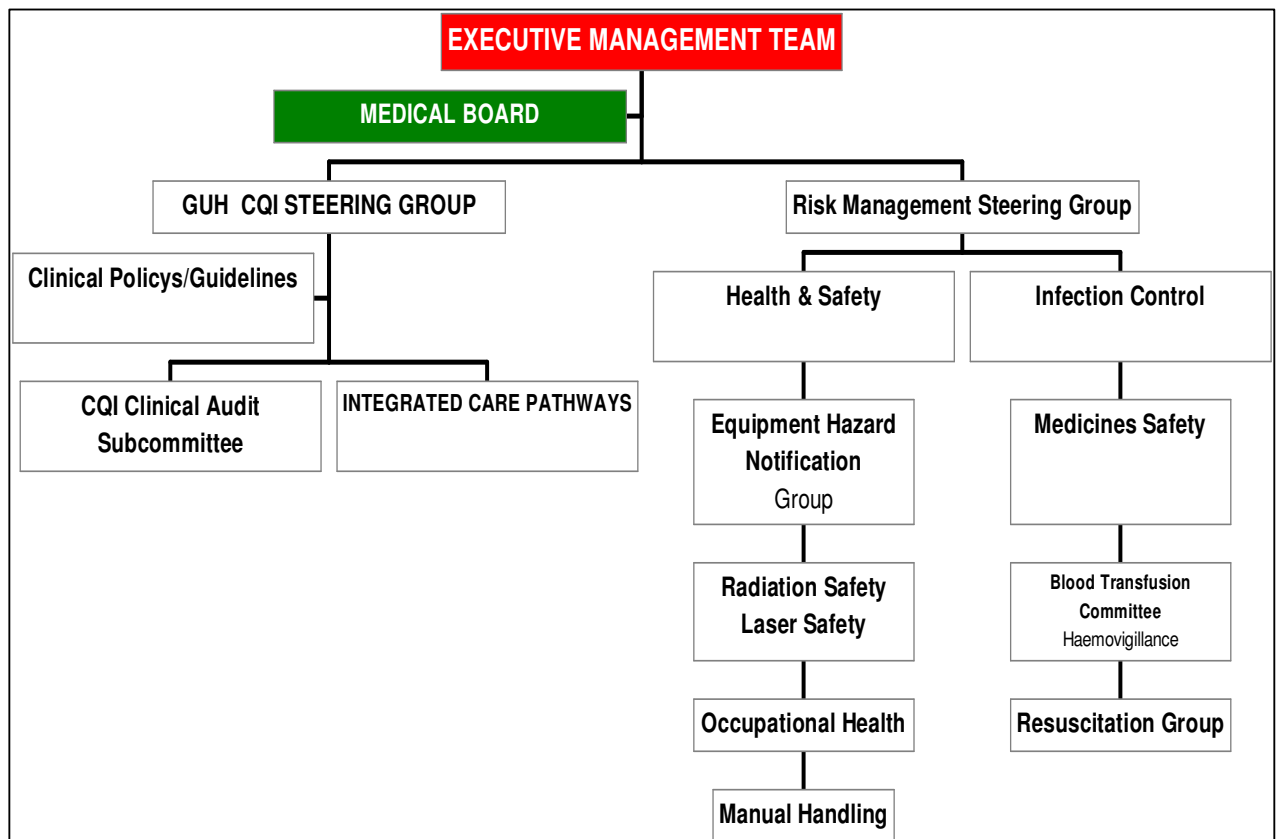 EXECUTIVE MANAGEMENT TEAM
MEDICAL BOARD
GUH CQI STEERING GROUP
Risk Management Steering Group
Clinical Policys/Guidelines
Health & Safety
Infection Control
CQI Clinical Audit
Subcommittee
INTEGRATED CARE PATHWAYS
Equipment Hazard
Notification
Group
Medicines Safety
Radiation Safety
Laser Safety
Blood Transfusion
Committee
Haemovigillance
Occupational Health
Resuscitation Group
Manual Handling